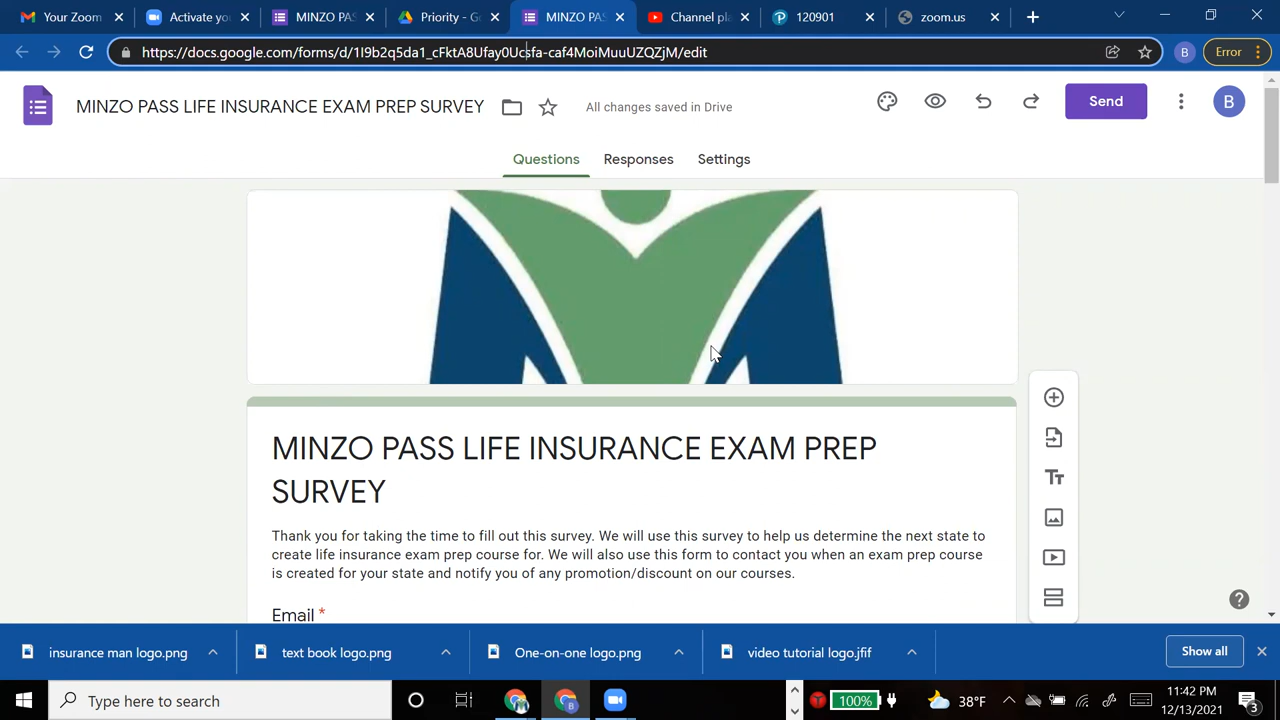 Your Zoom
Activate yo
MINZO PAS
Priority - Go
MINZO PAS
Channel pla
120901
zoom.us
https://docs.google.com/forms/d/1I9b2q5da1_cFktA8Ufay0Ucsfa-caf4MoiMuuUZQZjM/edit
B
Error
MINZO PASS LIFE INSURANCE EXAM PREP SURVEY
All changes saved in Drive
Send
B
Questions
Responses
Settings
MINZO PASS LIFE INSURANCE EXAM PREP
SURVEY
Thank you for taking the time to fill out this survey. We will use this survey to help us determine the next state to
create life insurance exam prep course for. We will also use this form to contact you when an exam prep course
is created for your state and notify you of any promotion/discount on our courses.
Email *
insurance man logo.png
text book logo.png
One-on-one logo.png
video tutorial logo.jfif
Show all
Type here to search
100%
38°F
11:42 PM
12/13/2021
3